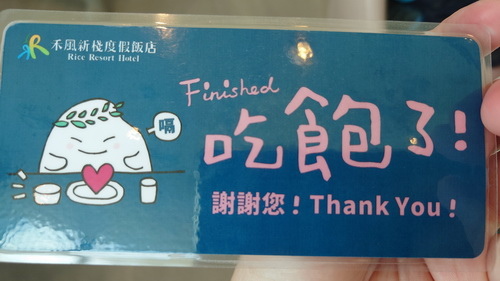 禾風新棧度假飯店
Rice Resort Hotel
Finished
吃飽了!
嗝
謝謝您！Thank You！